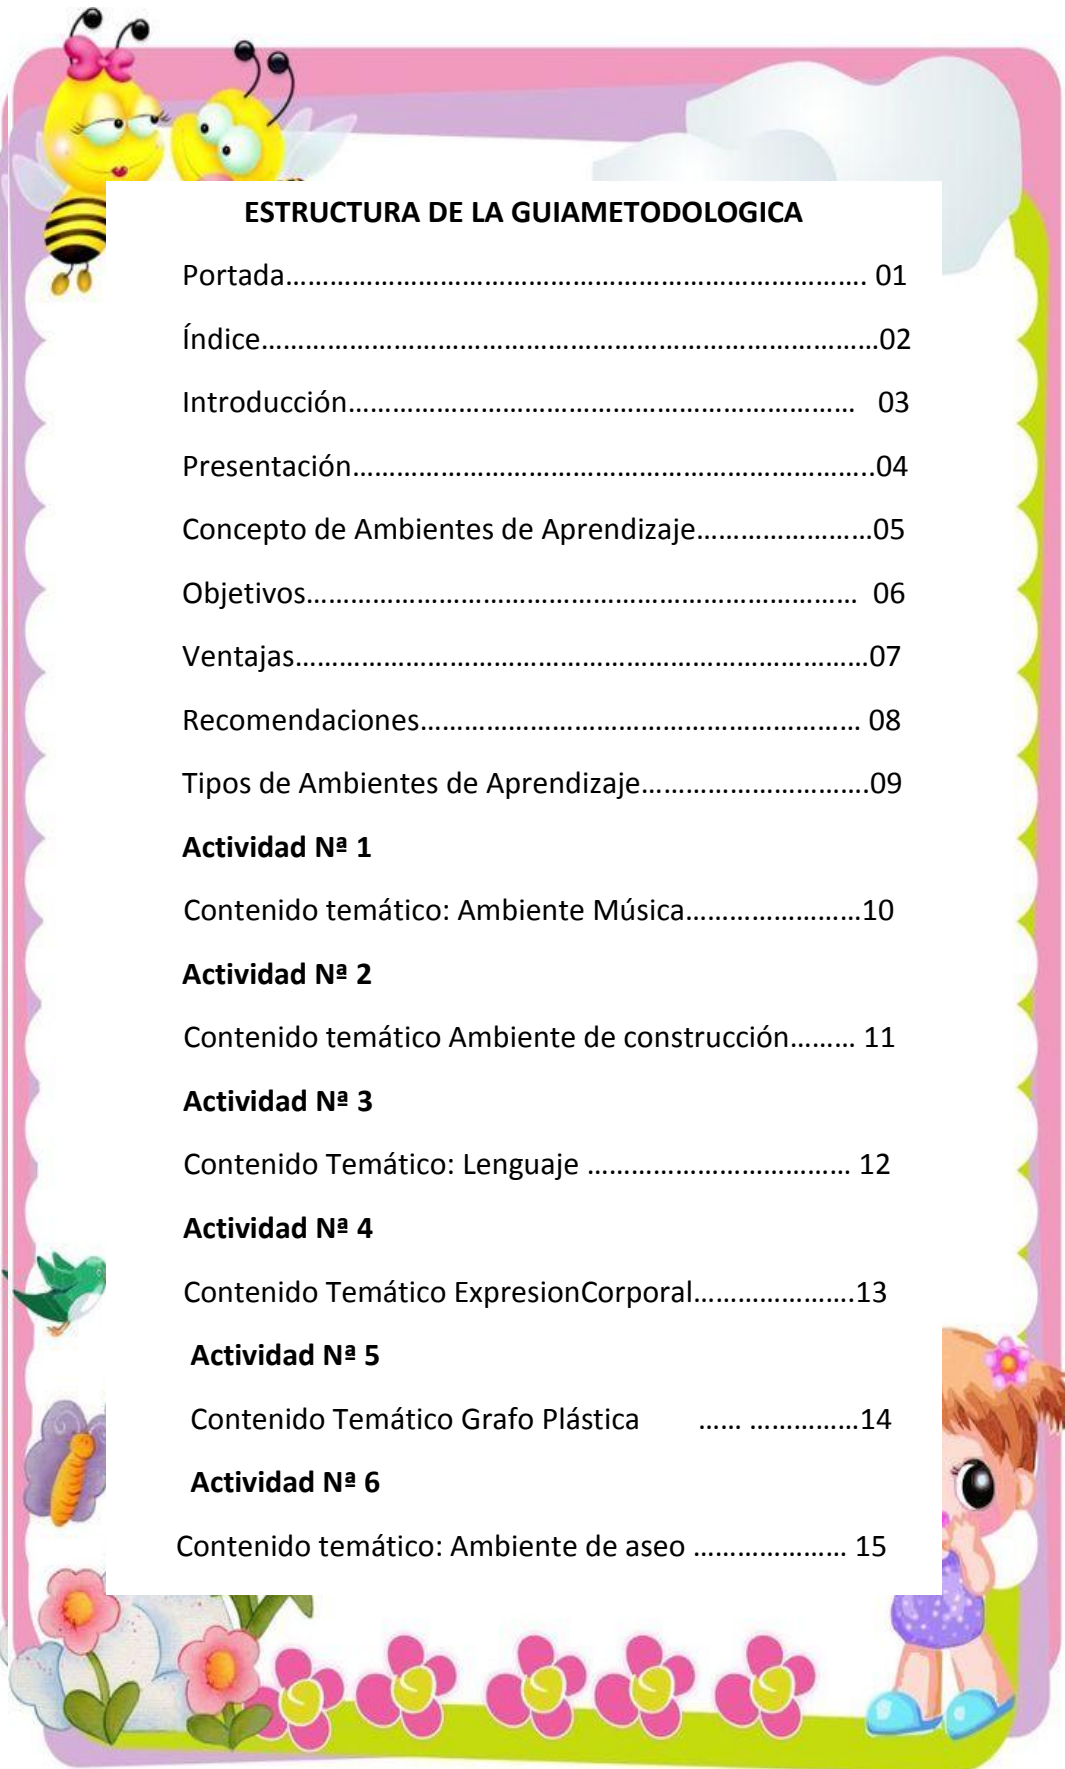 ESTRUCTURA DE LA GUIAMETODOLOGICA
Portada……………………………………………………………………. 01
Índice…………………………………………………………………………02
Introducción…………………………………………………………… 03
Presentación……………………………………………………………..04
Concepto de Ambientes de Aprendizaje……………………05
Objetivos………………………………………………………………… 06
Ventajas……………………………………………………………………07
Recomendaciones…………………………………………………… 08
Tipos de Ambientes de Aprendizaje………………………….09
Actividad Nª 1
Contenido temático: Ambiente Música……………………10
Actividad Nª 2
Contenido temático Ambiente de construcción……… 11
Actividad Nª 3
Contenido Temático: Lenguaje ……………………………… 12
Actividad Nª 4
Contenido Temático ExpresionCorporal………………….13
Actividad Nª 5
Contenido Temático Grafo Plástica …… ……………14
Actividad Nª 6
Contenido temático: Ambiente de aseo ………………… 15